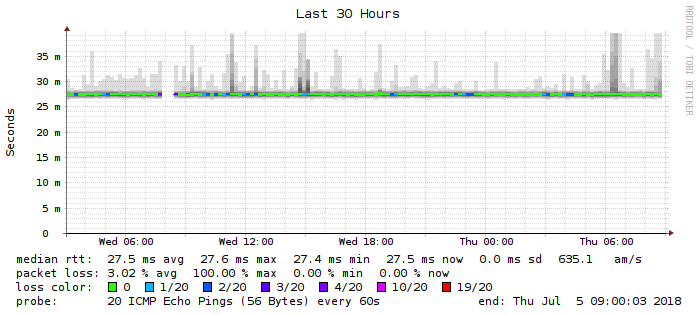 Last 30 Hours
RRDTOOL / TOBI OETIKER
Seconds
35 m
30 m
25 m
20 m
15 m
10 m
5 m
0
Wed 06:00 Wed 12:00 Wed 18:00 Thu 00:00 Thu 06:00
median rtt: 27.5 ms avg 27.6 ms max 27.4 ms min 27.5 ms now 0.0 ms sd 635.1 am/s
packet loss: 3.02 % avg 100.00 % max 0.00 % min 0.00 % now
loss color: 0 1/20 2/20 3/20 4/20 10/20 19/20
probe: 20 ICMP Echo Pings (56 Bytes) every 60s end: Thu Jul 5 09:00:03 2018